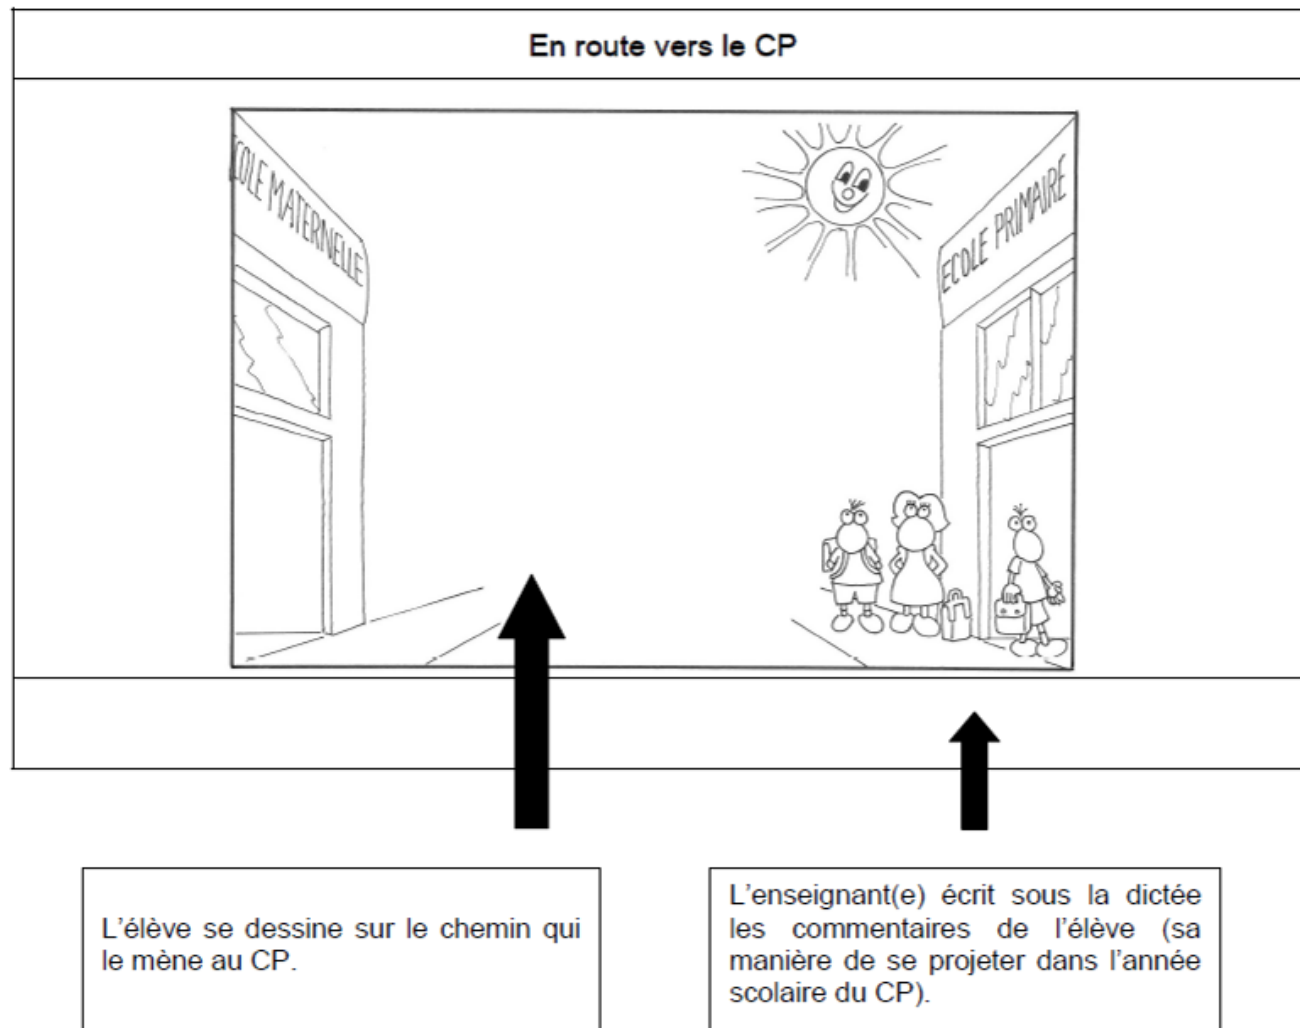 En route vers le CP
COLE MATERNELLE
ECOLE PRIMAIRE
L'élève se dessine sur le chemin qui
le mène au CP.
L'enseignant(e) écrit sous la dictée
les commentaires de l'élève (sa
manière de se projeter dans l'année
scolaire du CP).